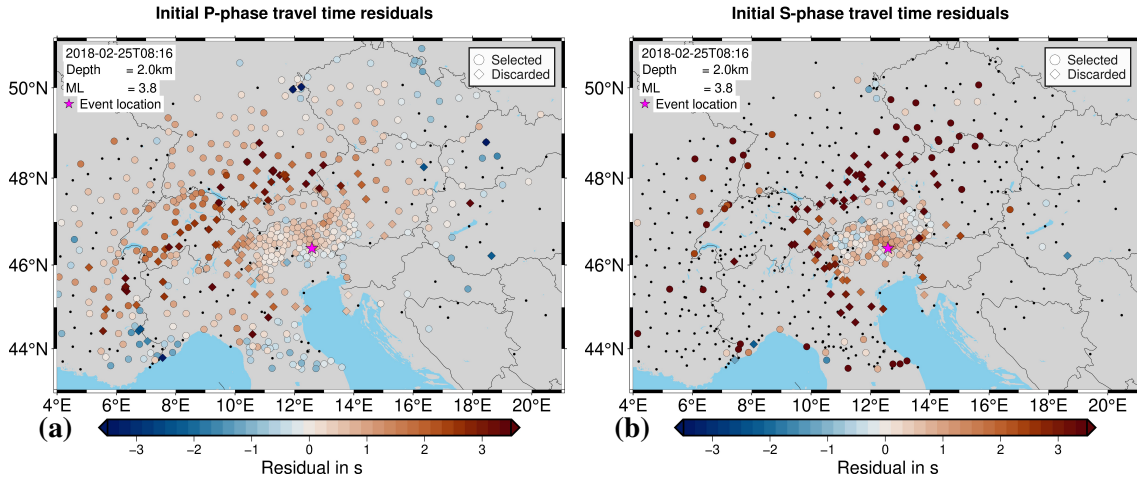 Initial P-phase travel time residuals
2018-02-25T08:16
Depth = 2.0km
ML = 3.8
Event location
Selected
Discarded
50°N
48°N
46°N
44°N
4°E 6°E 8°E 10°E 12°E 14°E 16°E 18°E 20°E
(a)
−3 −2 −1 0 1 2 3
Residual in s
Initial S-phase travel time residuals
2018-02-25T08:16
Depth = 2.0km
ML = 3.8
Event location
Selected
Discarded
50°N
48°N
46°N
44°N
4°E 6°E 8°E 10°E 12°E 14°E 16°E 18°E 20°E
(b)
−3 −2 −1 0 1 2 3
Residual in s